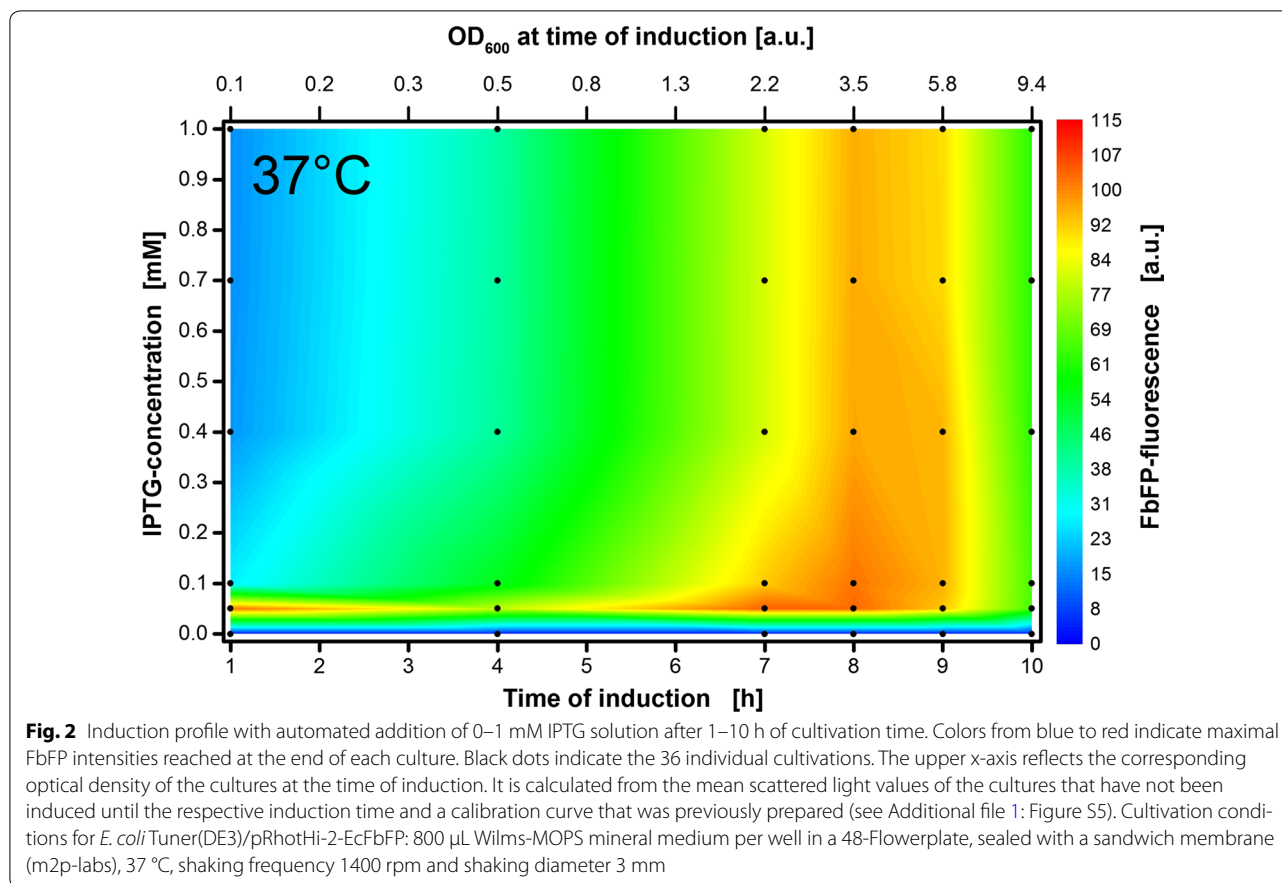 OD600 at time of induction [a.u.]
0.1 0.2 0.3 0.5 0.8 1.3 2.2 3.5 5.8 9.4
37°C
IPTG-concentration [mM]
1.0
0.9
0.8
0.7
0.6
0.5
0.4
0.3
0.2
0.1
0.0
1 2 3 4 5 6 7 8 9 10
Time of induction [h]
115
107
100
92
84
77
69
61
54
46
38
31
23
15
8
0
FbFP-fluorescence [a.u.]
Fig. 2 Induction profile with automated addition of 0–1 mM IPTG solution after 1–10 h of cultivation time. Colors from blue to red indicate maximal
FbFP intensities reached at the end of each culture. Black dots indicate the 36 individual cultivations. The upper x-axis reflects the corresponding
optical density of the cultures at the time of induction. It is calculated from the mean scattered light values of the cultures that have not been
induced until the respective induction time and a calibration curve that was previously prepared (see Additional file 1: Figure S5). Cultivation condi-
tions for E. coli Tuner(DE3)/pRhotHi-2-EcFbFP: 800 µL Wilms-MOPS mineral medium per well in a 48-Flowerplate, sealed with a sandwich membrane
(m2p-labs), 37 °C, shaking frequency 1400 rpm and shaking diameter 3 mm